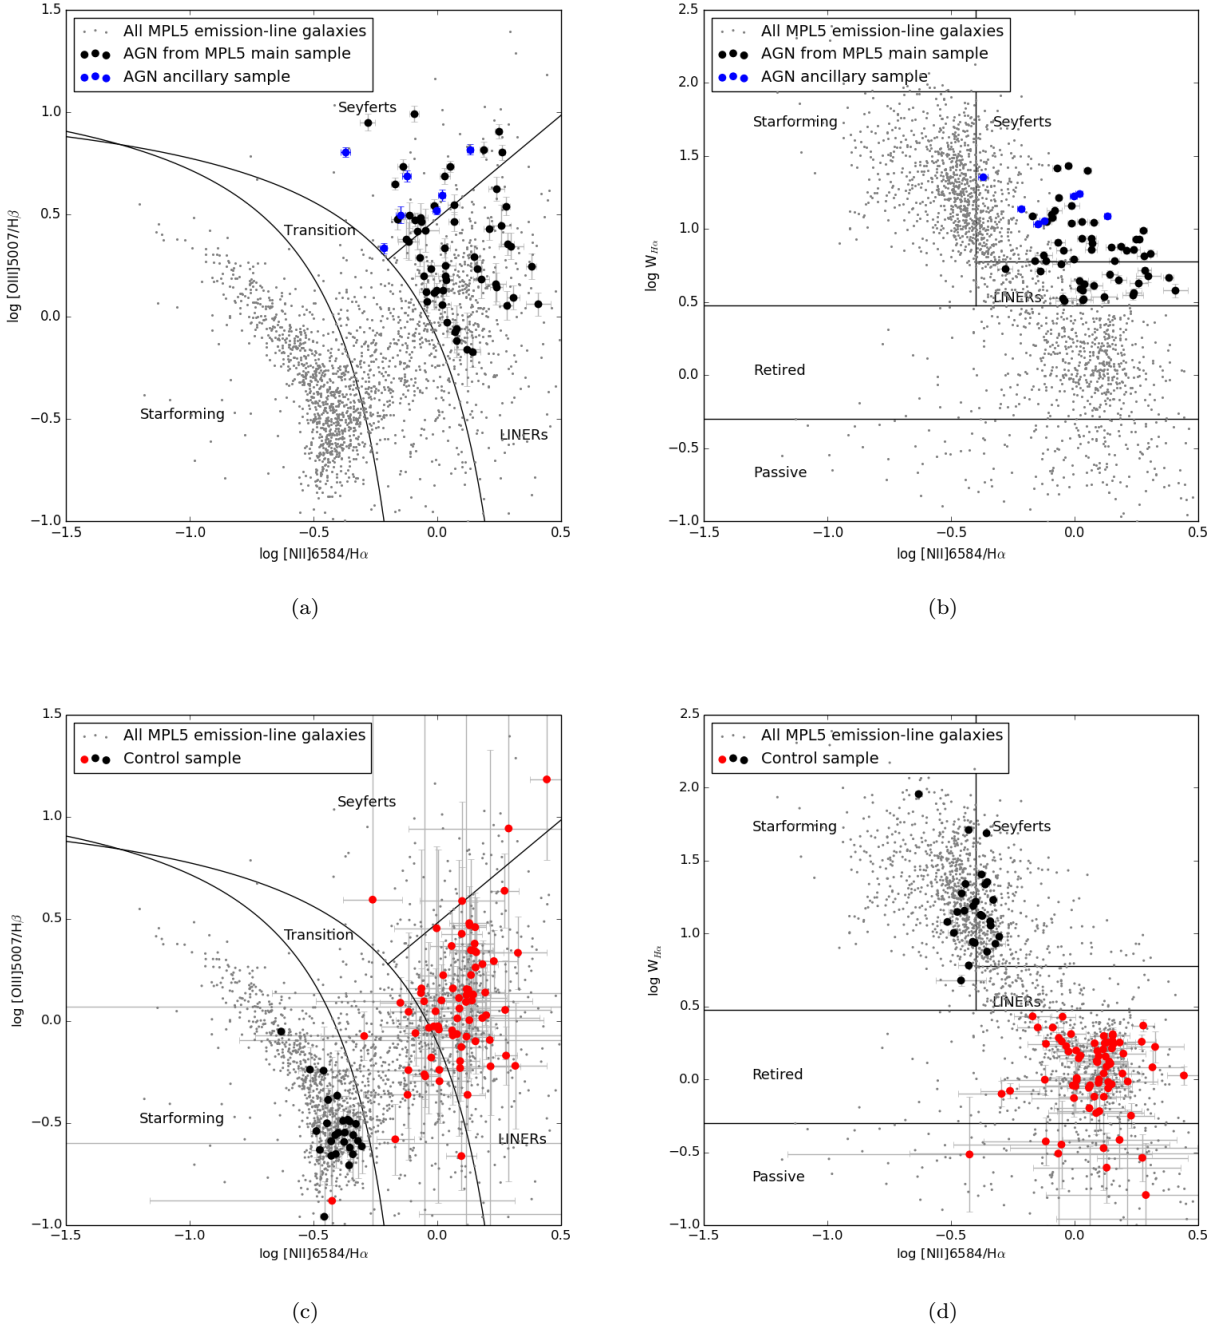 All MPL5 emission-line galaxies
AGN from MPL5 main sample
AGN ancillary sample
Seyferts
Transition
Starforming
LINERs
1.5
1.0
0.5
0.0
−0.5
−1.0
−1.5
−1.0
−0.5
0.0
0.5
log [OIII]5007/Hβ
log [NII]6584/Hα
(a)
All MPL5 emission-line galaxies
AGN from MPL5 main sample
AGN ancillary sample
Starforming
Seyferts
LINERs
Retired
Passive
2.5
2.0
1.5
1.0
0.5
0.0
−0.5
−1.0
−1.5
−1.0
−0.5
0.0
0.5
log W_Hα
log [NII]6584/Hα
(b)
All MPL5 emission-line galaxies
Control sample
Seyferts
Transition
Starforming
LINERs
1.5
1.0
0.5
0.0
−0.5
−1.0
−1.5
−1.0
−0.5
0.0
0.5
log [OIII]5007/Hβ
log [NII]6584/Hα
(c)
All MPL5 emission-line galaxies
Control sample
Starforming
Seyferts
LINERs
Retired
Passive
2.5
2.0
1.5
1.0
0.5
0.0
−0.5
−1.0
−1.5
−1.0
−0.5
0.0
0.5
log W_Hα
log [NII]6584/Hα
(d)